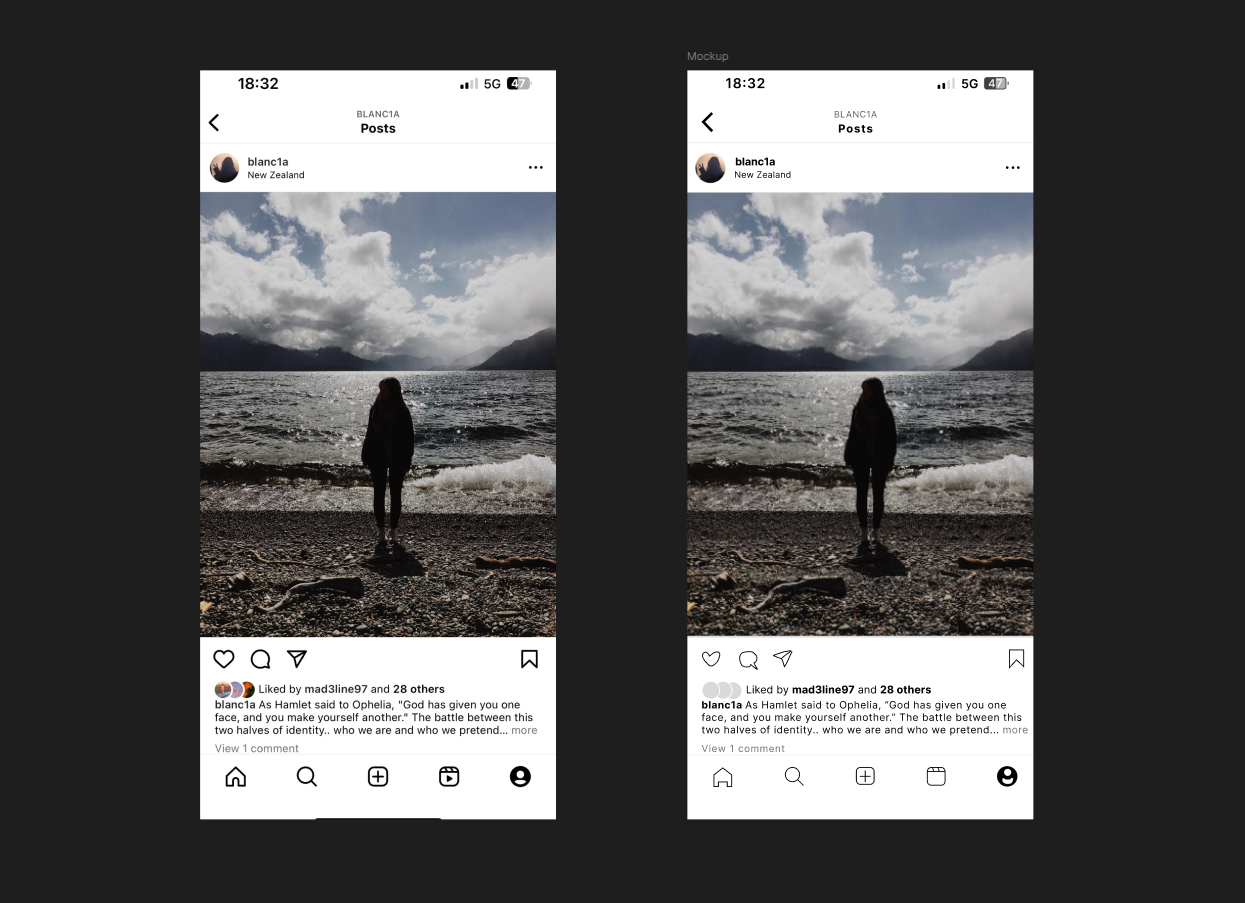 18:32
5G
47
BLANC1A
Posts
blanc1a
New Zealand
Liked by mad3line97 and 28 others
blanc1a As Hamlet said to Ophelia, "God has given you one
face, and you make yourself another." The battle between this
two halves of identity.. who we are and who we pretend... more
View 1 comment
Mockup
18:32
5G
47
BLANC1A
Posts
blanc1a
New Zealand
Liked by mad3line97 and 28 others
blanc1a As Hamlet said to Ophelia, “God has given you one
face, and you make yourself another.” The battle between this
two halves of identity.. who we are and who we pretend... more
View 1 comment